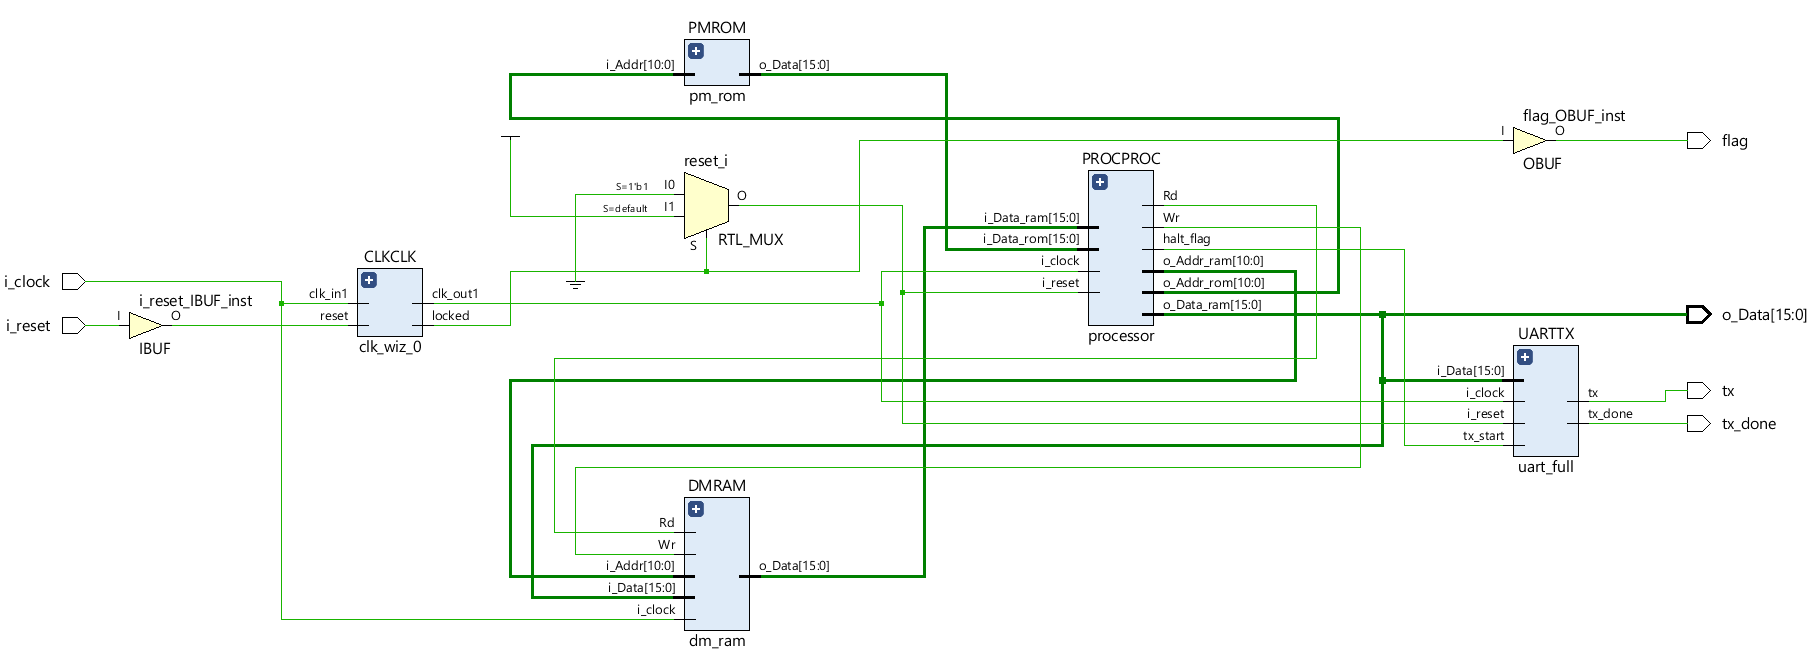 PMROM
i_Addr[10:0]
o_Data[15:0]
pm_rom
flag_OBUF_inst
I
O
OBUF
flag
reset_i
S=1'b1
I0
S=default
I1
O
S
RTL_MUX
PROCPROC
Rd
Wr
i_Data_ram[15:0]
halt_flag
i_Data_rom[15:0]
o_Addr_ram[10:0]
i_clock
o_Addr_rom[10:0]
i_reset
o_Data_ram[15:0]
processor
CLKCLK
i_clock
clk_in1
clk_out1
reset
locked
clk_wiz_0
i_reset_IBUF_inst
i_reset
I
O
IBUF
o_Data[15:0]
UARTTX
i_Data[15:0]
i_clock
tx
i_reset
tx_done
tx_start
uart_full
tx
tx_done
DMRAM
Rd
Wr
i_Addr[10:0]
o_Data[15:0]
i_Data[15:0]
i_clock
dm_ram